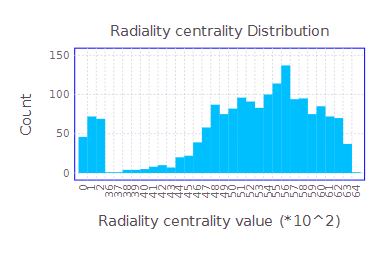 Radiality centrality Distribution
150
100
50
0
Count
0 1 2 36 37 38 39 40 41 42 43 44 45 46 47 48 49 50 51 52 53 54 55 56 57 58 59 60 61 62 63 64
Radiality centrality value (*10^2)